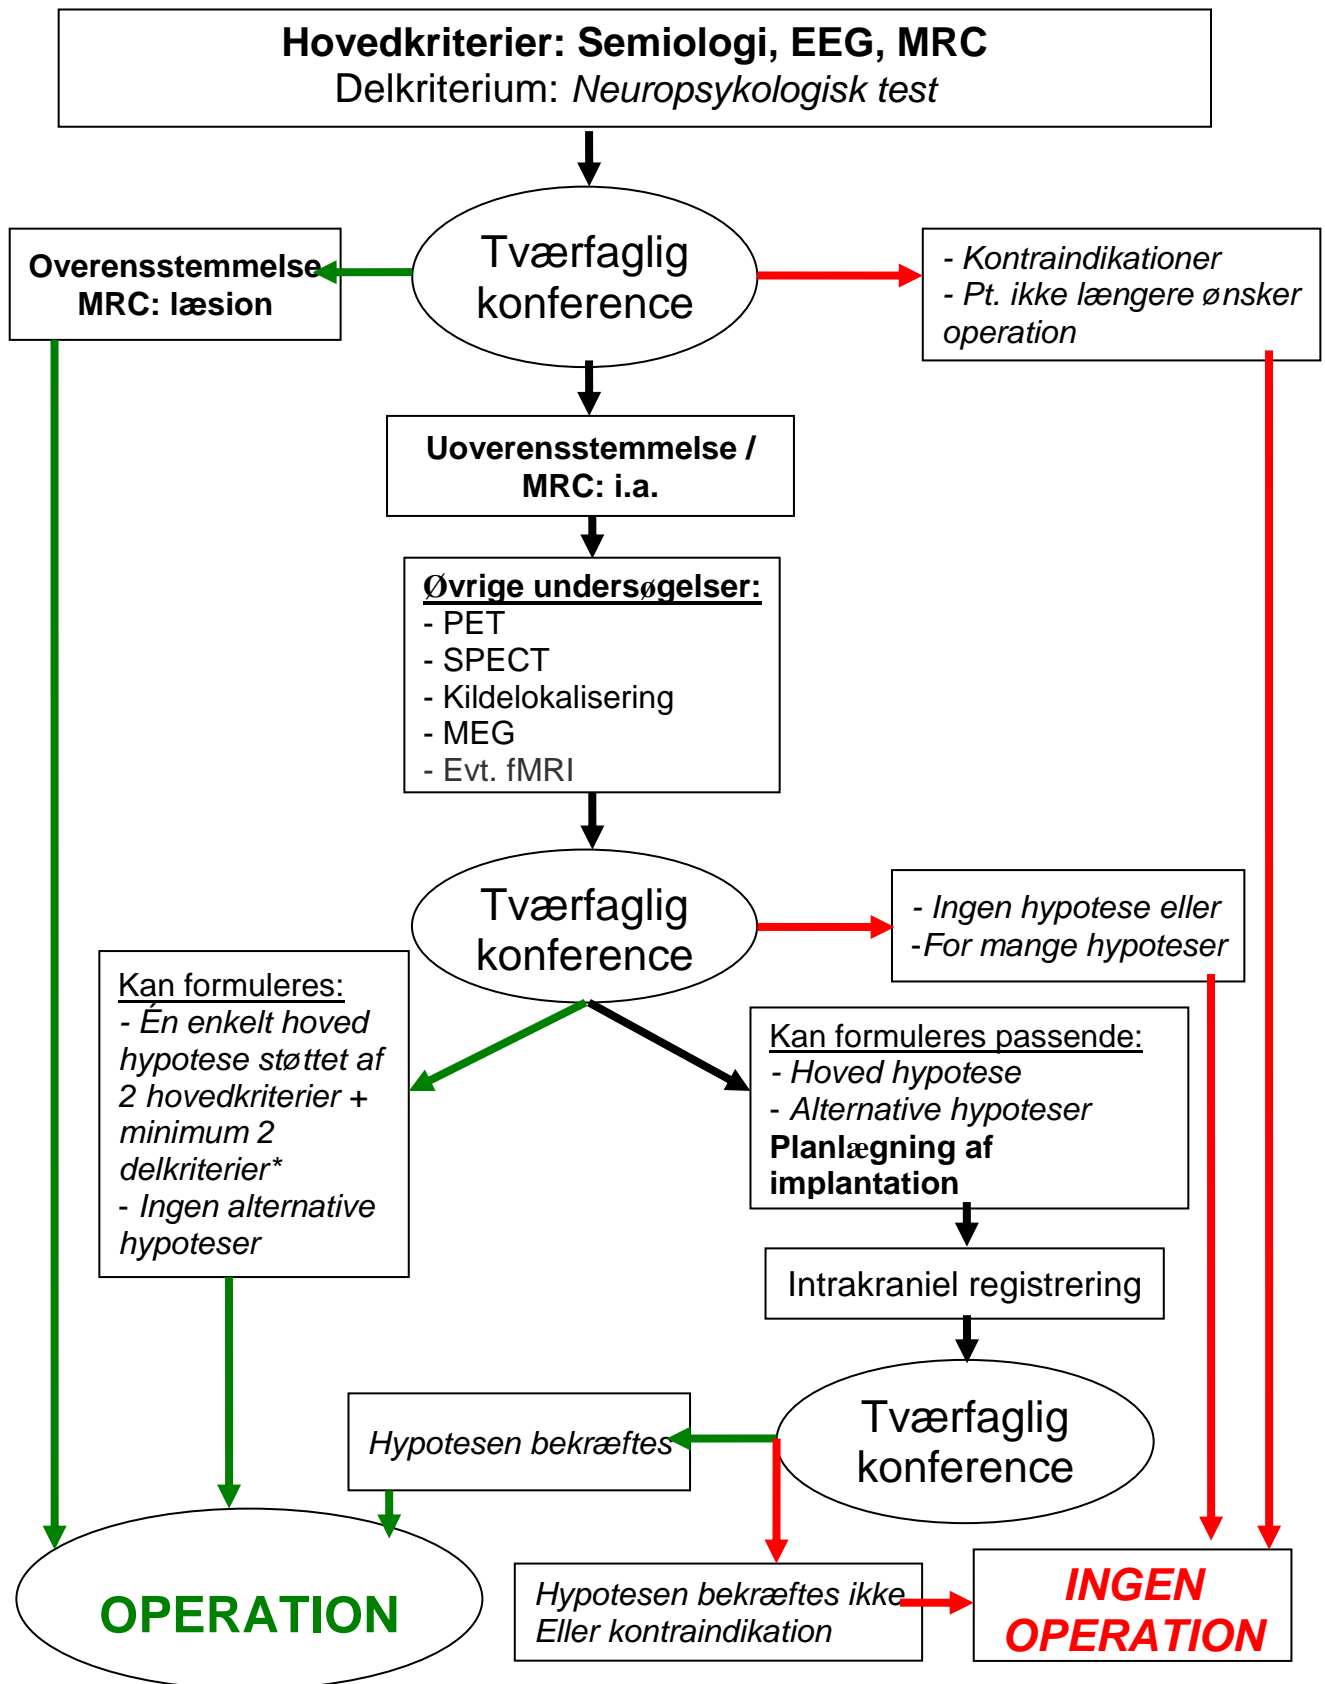 Hovedkriterier: Semiologi, EEG, MRC
Delkriterium: Neuropsykologisk test
Tværfaglig
konference
Overensstemmelse
MRC: læsion
- Kontraindikationer
- Pt. ikke længere ønsker
operation
Uoverensstemmelse /
MRC: i.a.
Øvrige undersøgelser:
- PET
- SPECT
- Kildelokalisering
- MEG
- Evt. fMRI
Tværfaglig
konference
- Ingen hypotese eller
-For mange hypoteser
Kan formuleres:
- Én enkelt hoved
hypotese støttet af
2 hovedkriterier +
minimum 2
delkriterier*
- Ingen alternative
hypoteser
Kan formuleres passende:
- Hoved hypotese
- Alternative hypoteser
Planlægning af
implantation
Intrakraniel registrering
Tværfaglig
konference
Hypotesen bekræftes
Hypotesen bekræftes ikke
Eller kontraindikation
OPERATION
INGEN
OPERATION